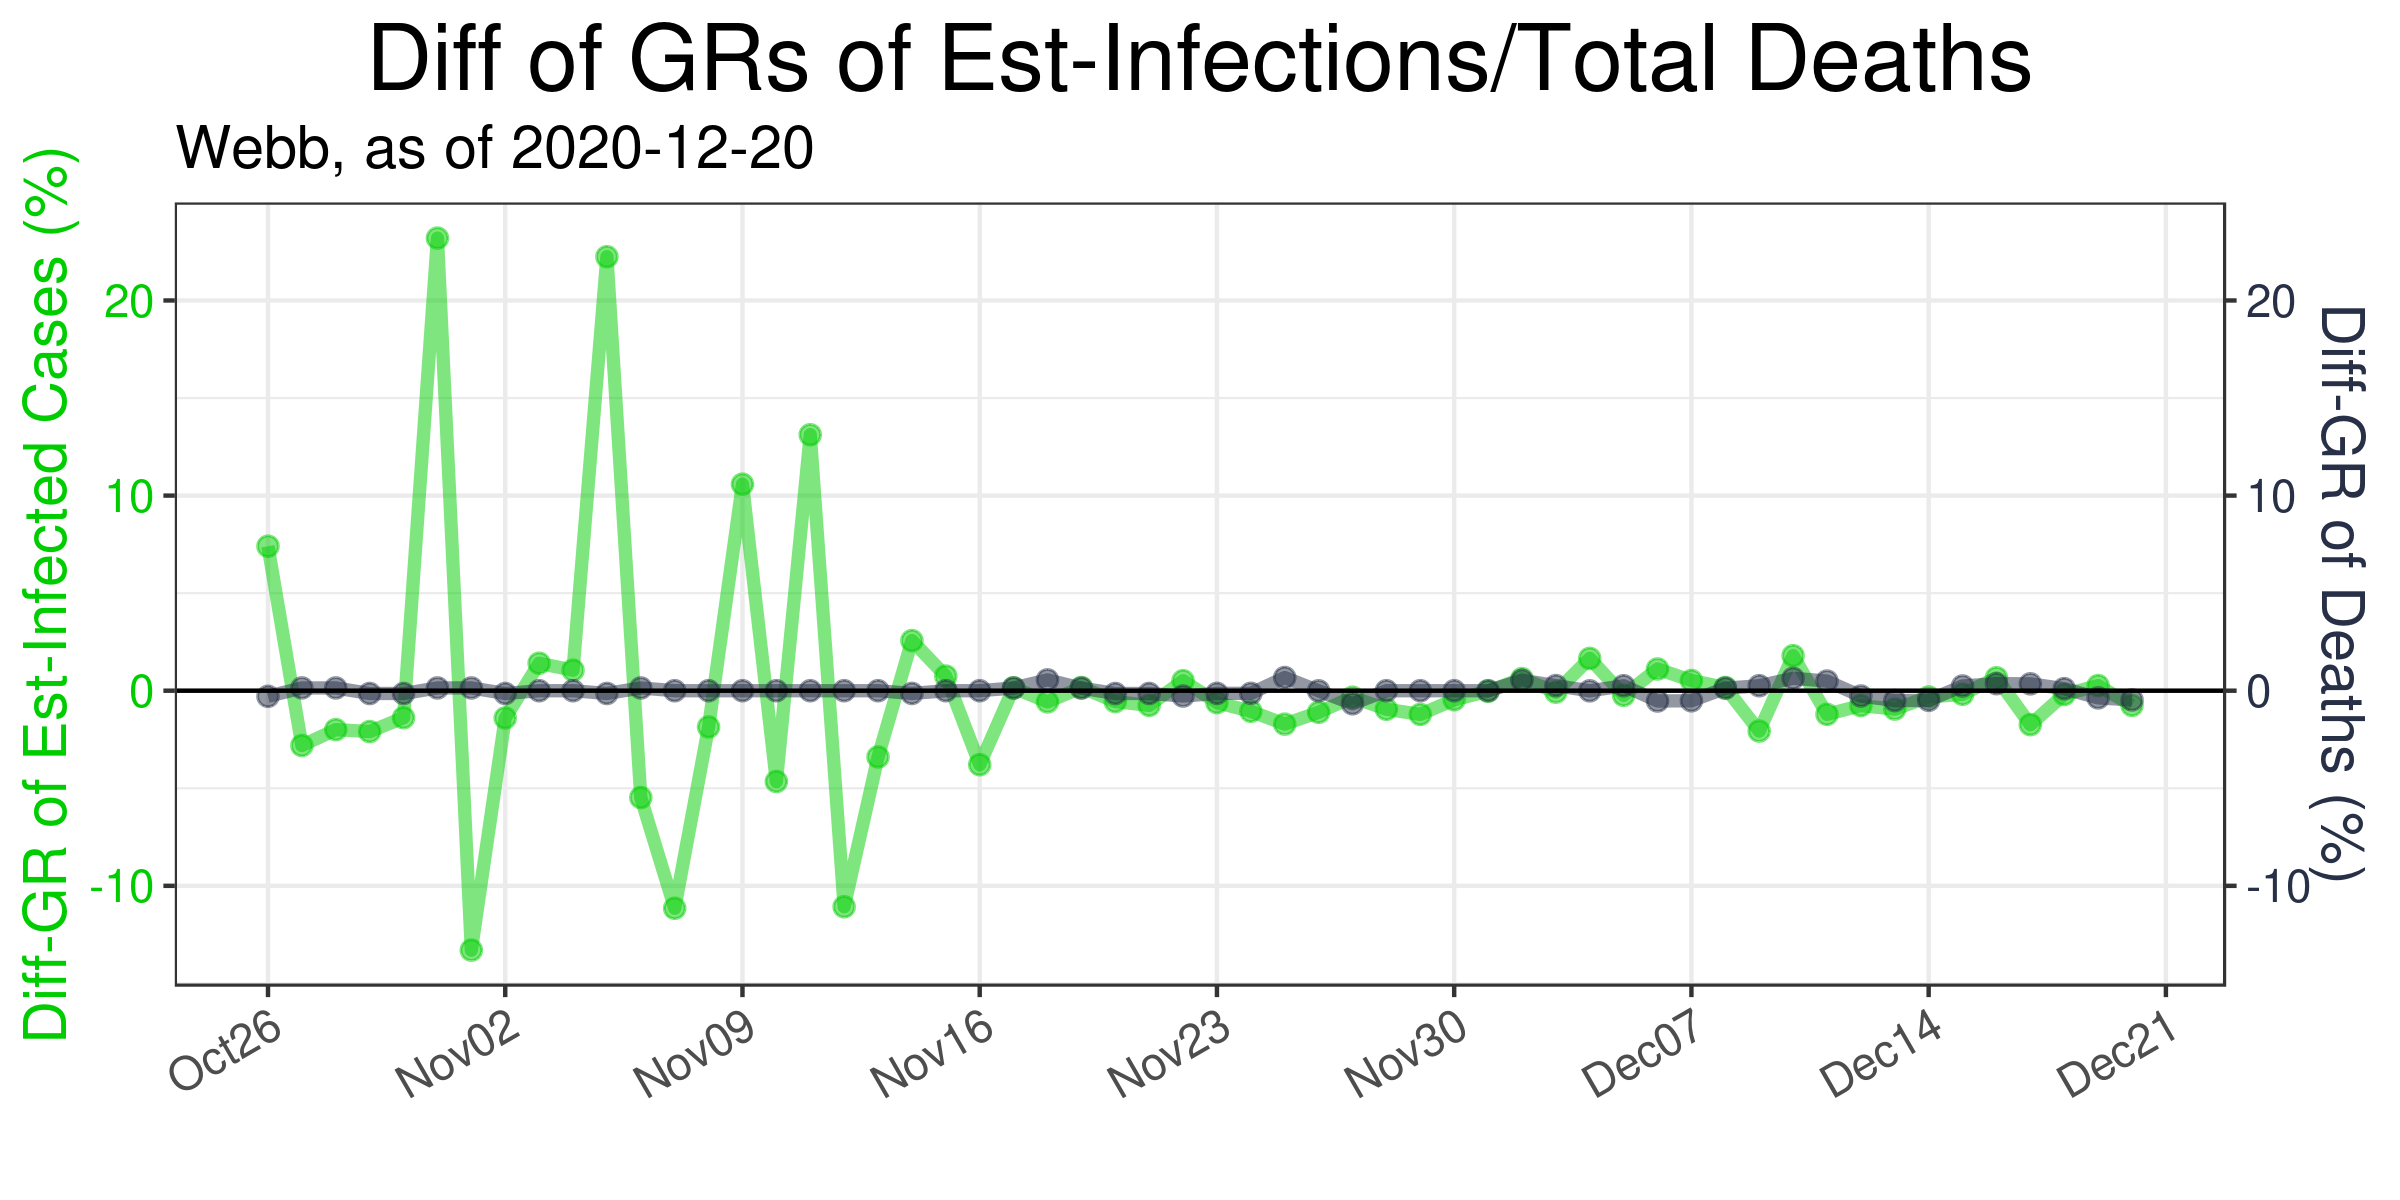 Diff of GRs of Est-Infections/Total Deaths
Webb, as of 2020-12-20
Diff-GR of Est-Infected Cases (%)
20
10
0
-10
20
10
0
-10
Diff-GR of Deaths (%)
Oct26
Nov02
Nov09
Nov16
Nov23
Nov30
Dec07
Dec14
Dec21